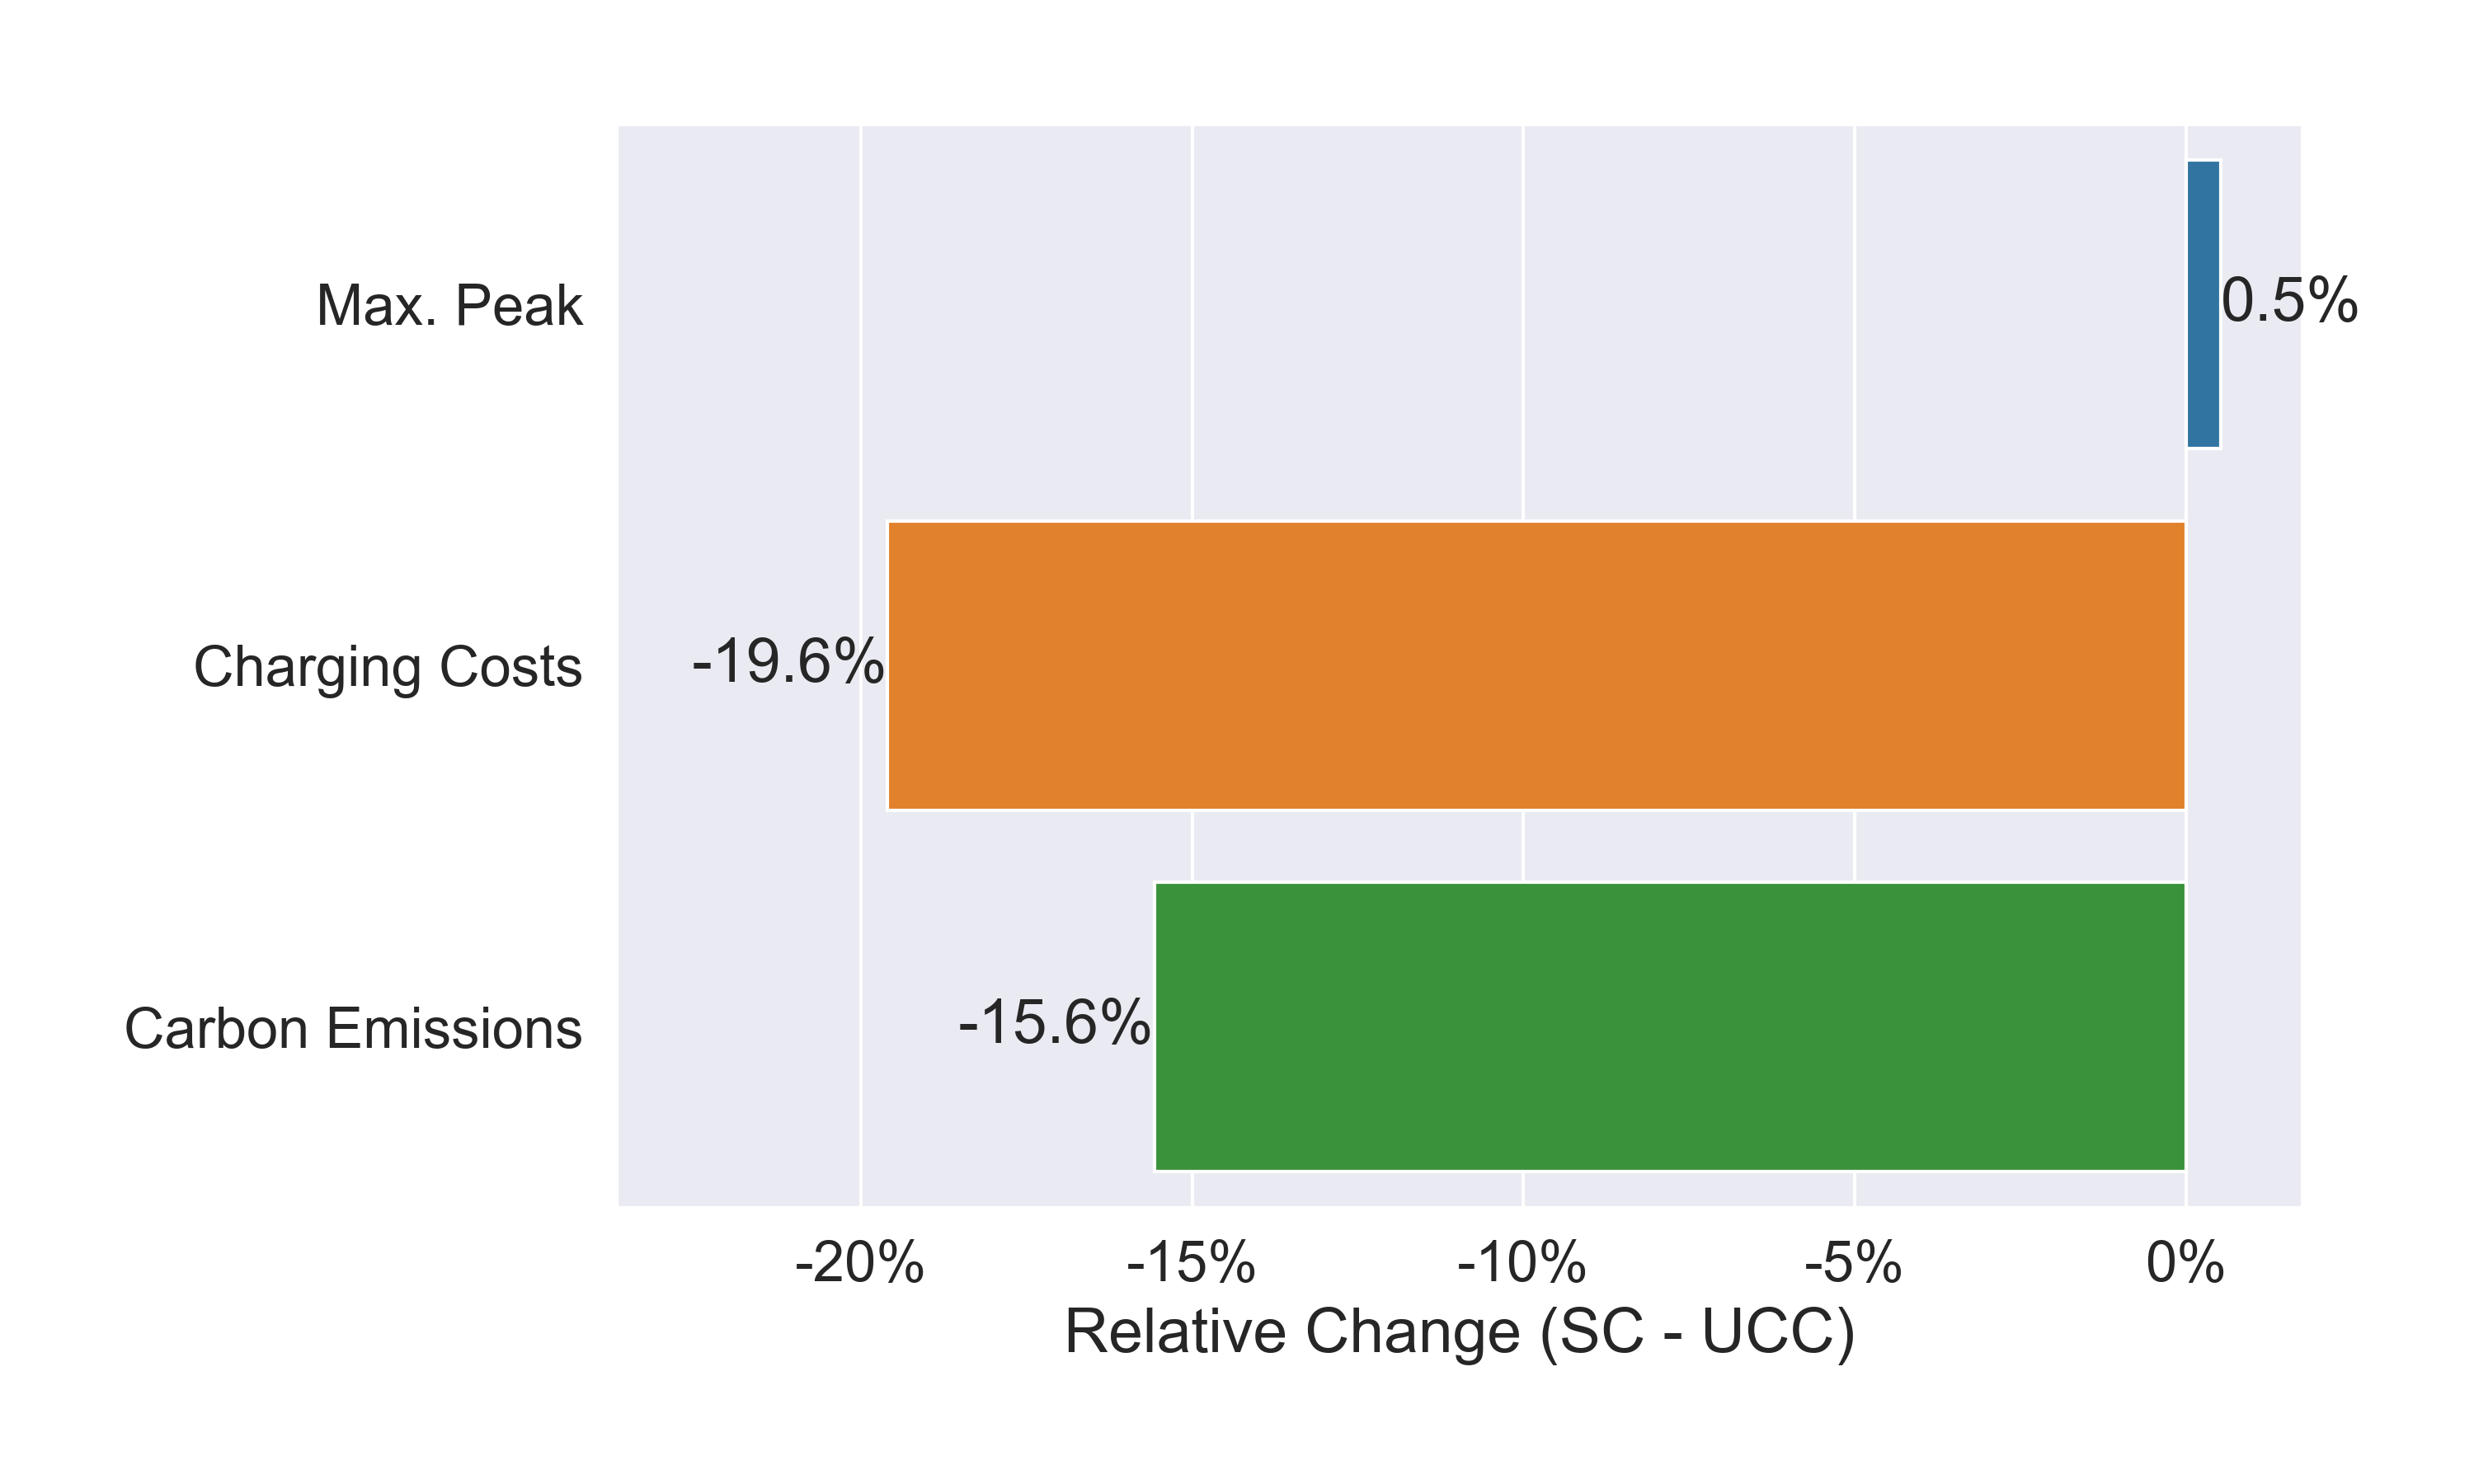 Max. Peak
0.5%
Charging Costs
-19.6%
Carbon Emissions
-15.6%
-20% -15% -10% -5% 0%
Relative Change (SC - UCC)